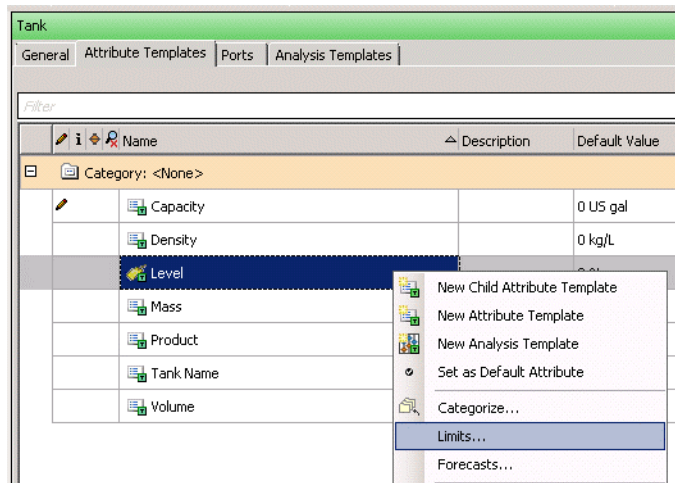 Tank
General Attribute Templates Ports Analysis Templates
Filter
i Name Description Default Value
Category: <None>
Capacity 0 US gal
Density 0 kg/L
Level
Mass
Product
Tank Name
Volume
New Child Attribute Template
New Attribute Template
New Analysis Template
Set as Default Attribute
Categorize...
Limits...
Forecasts...